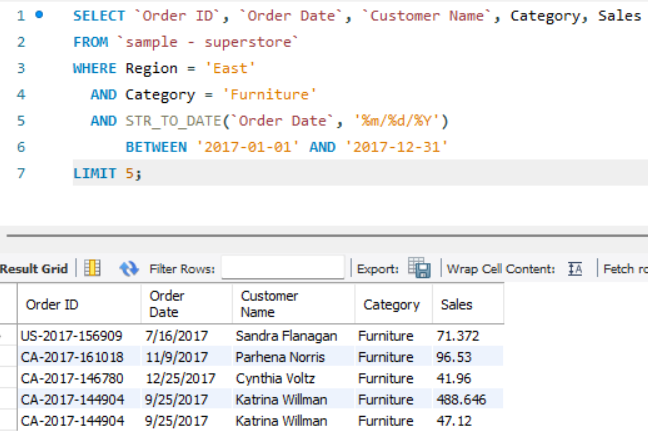 1 SELECT `Order ID`, `Order Date`, `Customer Name`, Category, Sales
2 FROM `sample - superstore`
3 WHERE Region = 'East'
4 AND Category = 'Furniture'
5 AND STR_TO_DATE(`Order Date`, '%m/%d/%Y')
6 BETWEEN '2017-01-01' AND '2017-12-31'
7 LIMIT 5;
Result Grid Filter Rows: Export: Wrap Cell Content: Fetch
Order ID Order Date Customer Name Category Sales
US-2017-156909 7/16/2017 Sandra Flanagan Furniture 71.372
CA-2017-161018 11/9/2017 Parhena Norris Furniture 96.53
CA-2017-146780 12/25/2017 Cynthia Voltz Furniture 41.96
CA-2017-144904 9/25/2017 Katrina Willman Furniture 488.646
CA-2017-144904 9/25/2017 Katrina Willman Furniture 47.12